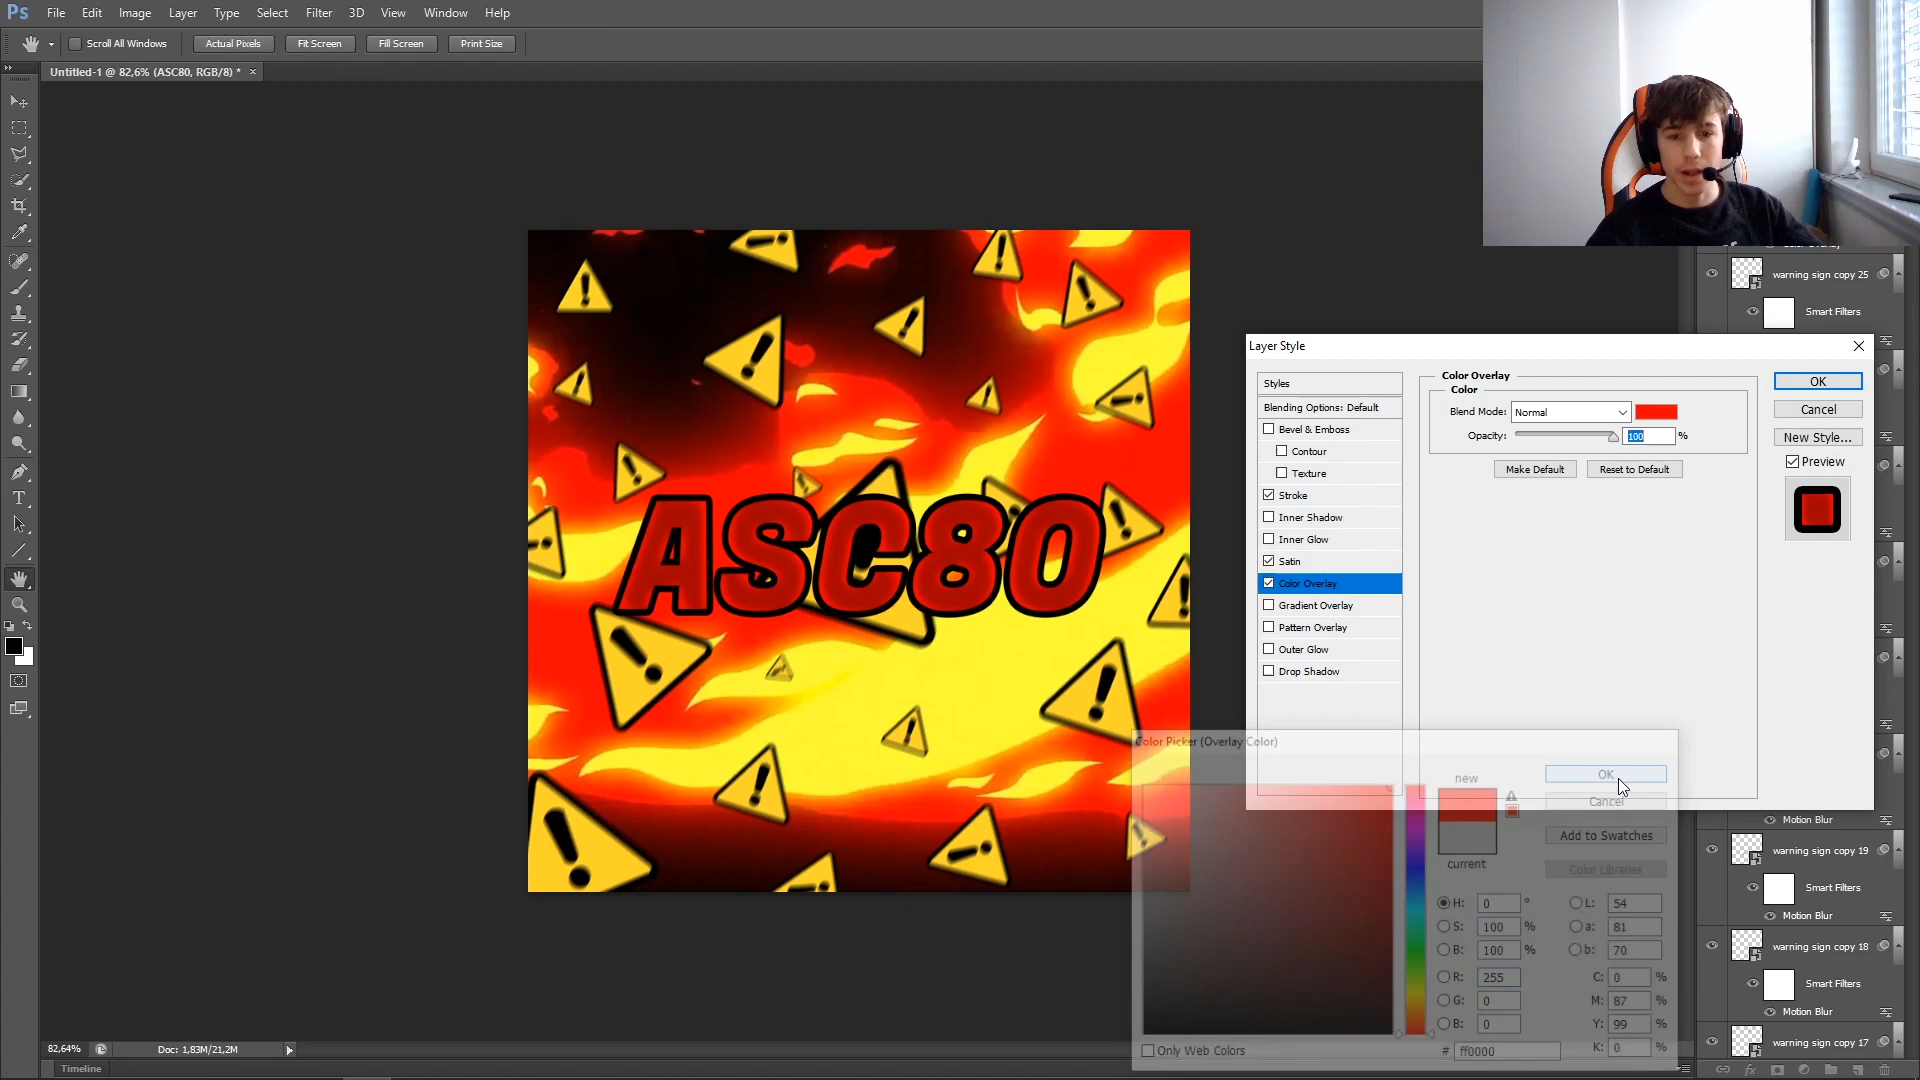 Ps File Edit Image Layer Type Select Filter 3D View Window Help
Scroll All Windows Actual Pixels Fit Screen Fill Screen Print Size
Untitled-1 @ 82,6% (ASC80, RGB/8) * ×
ASC80
Layer Style
Styles
Blending Options: Default
Bevel & Emboss
Contour
Texture
Stroke
Inner Shadow
Inner Glow
Satin
Color Overlay
Gradient Overlay
Pattern Overlay
Outer Glow
Drop Shadow
Color Overlay
Color
Blend Mode: Normal
Opacity: 100 %
Make Default Reset to Default
OK
Cancel
New Style...
Preview
Color Picker (Overlay Color)
new
current
OK
Cancel
Add to Swatches
Color Libraries
H: 0 ° L: 54
S: 100 % a: 81
B: 100 % b: 70
R: 255 C: 0 %
G: 0 M: 87 %
B: 0 Y: 99 %
# ff0000 K: 0 %
Only Web Colors
warning sign copy 25
Smart Filters
Motion Blur
warning sign copy 19
Smart Filters
Motion Blur
warning sign copy 18
Smart Filters
Motion Blur
warning sign copy 17
82,64% Doc: 1,83M/21,2M
Timeline